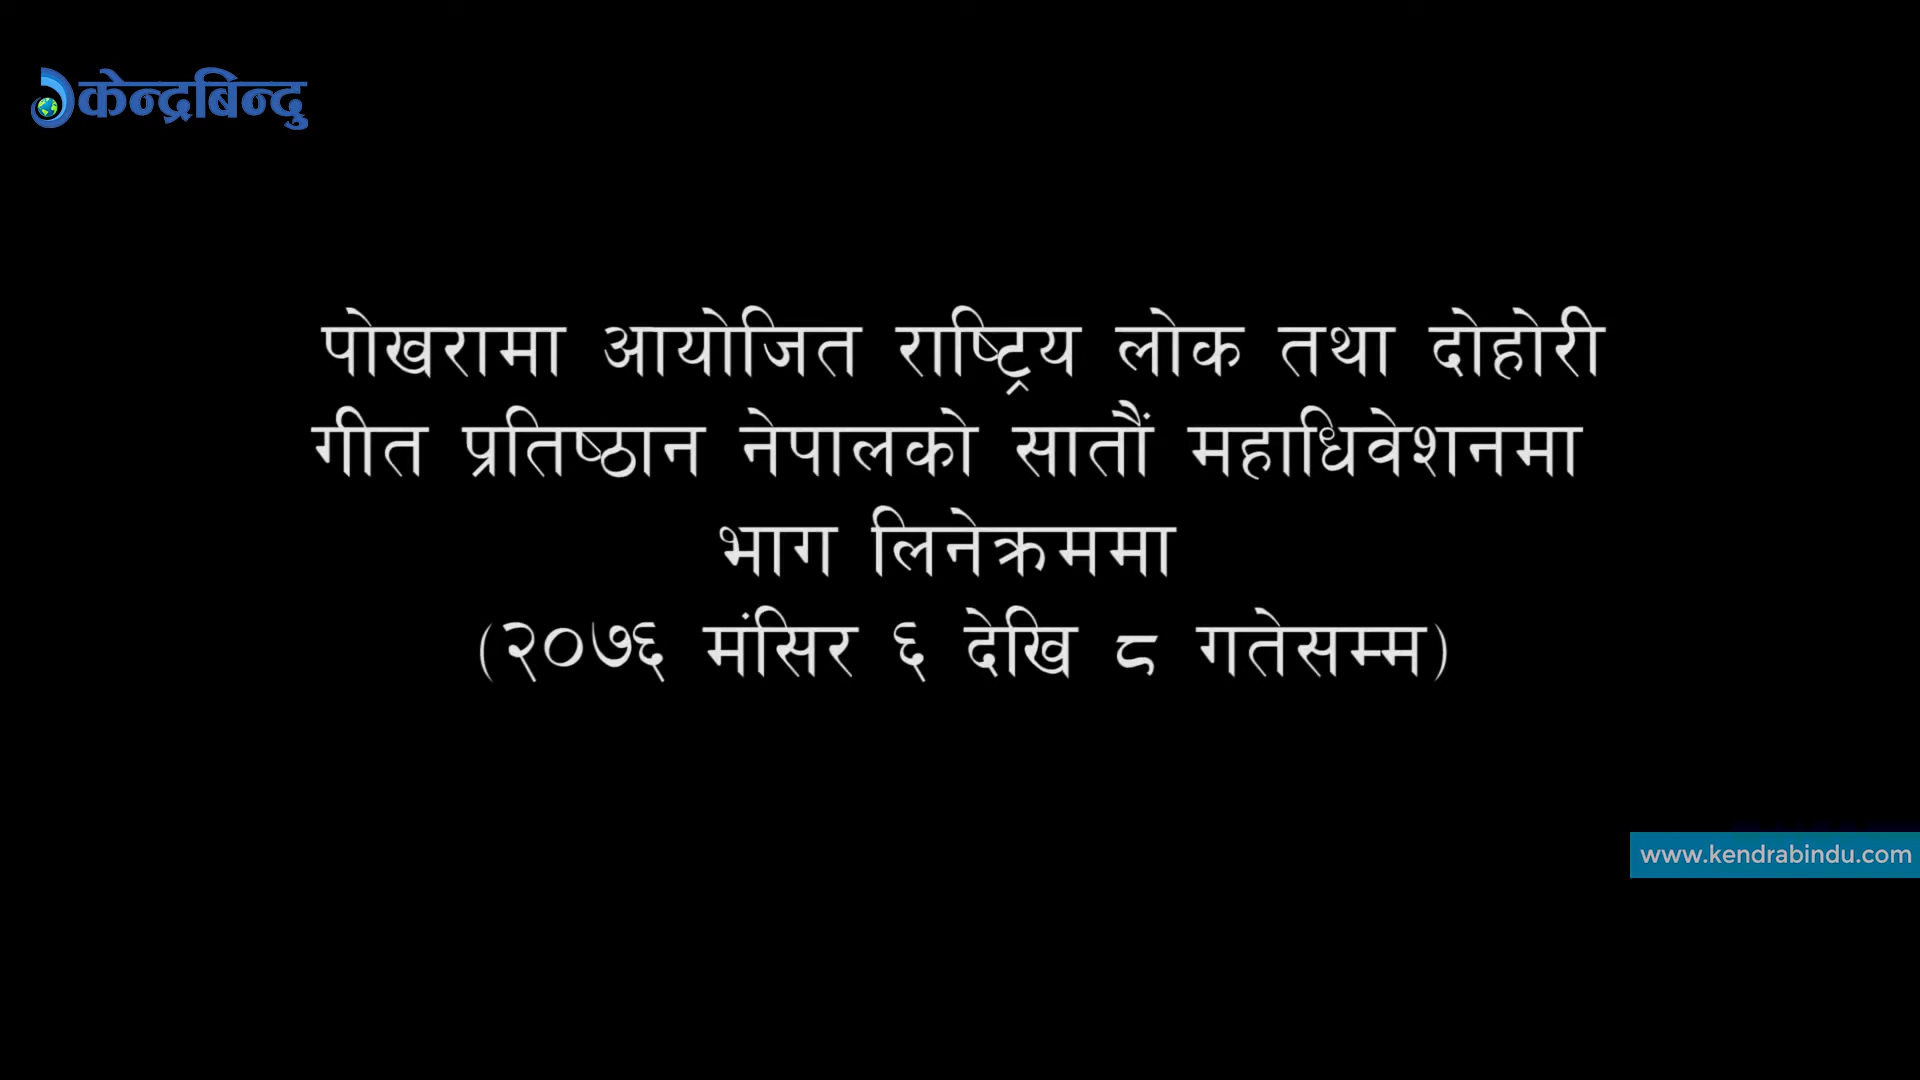 केन्द्रबिन्दु
पोखरामा आयोजित राष्ट्रिय लोक तथा दोहोरी
गीत प्रतिष्ठान नेपालको सातौं महाधिवेशनमा
भाग लिनेक्रममा
(२०७६ मंसिर ६ देखि ८ गतेसम्म)
www.kendrabindu.com